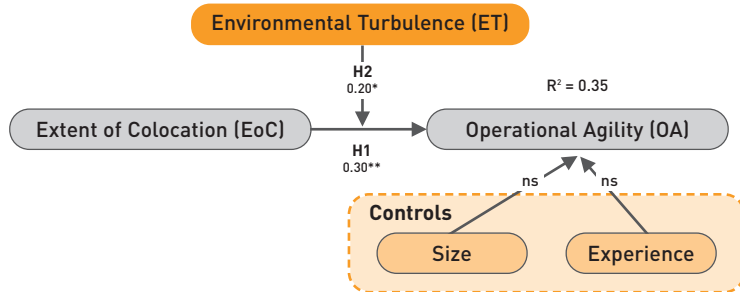 Environmental Turbulence (ET)
H2
0.20*
R² = 0.35
Extent of Colocation (EoC)
Operational Agility (OA)
H1
0.30**
ns
ns
Controls
Size
Experience